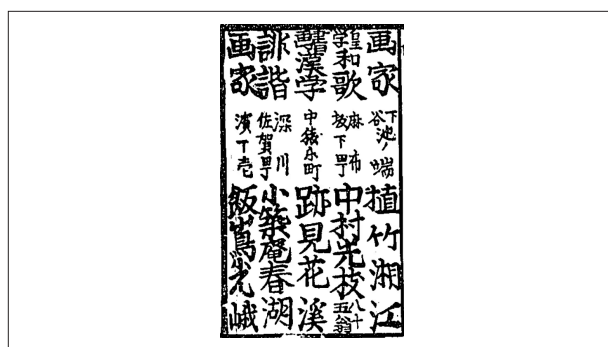 画家 下谷池ノ端 植竹湘江
皇学和歌 麻布坂下町 中村光枝 八十五翁
書画漢学 中猿楽町 跡見花渓
誹諧 深川佐賀町 小築庵春湖
画家 濱丁壱 飯嶌光峨